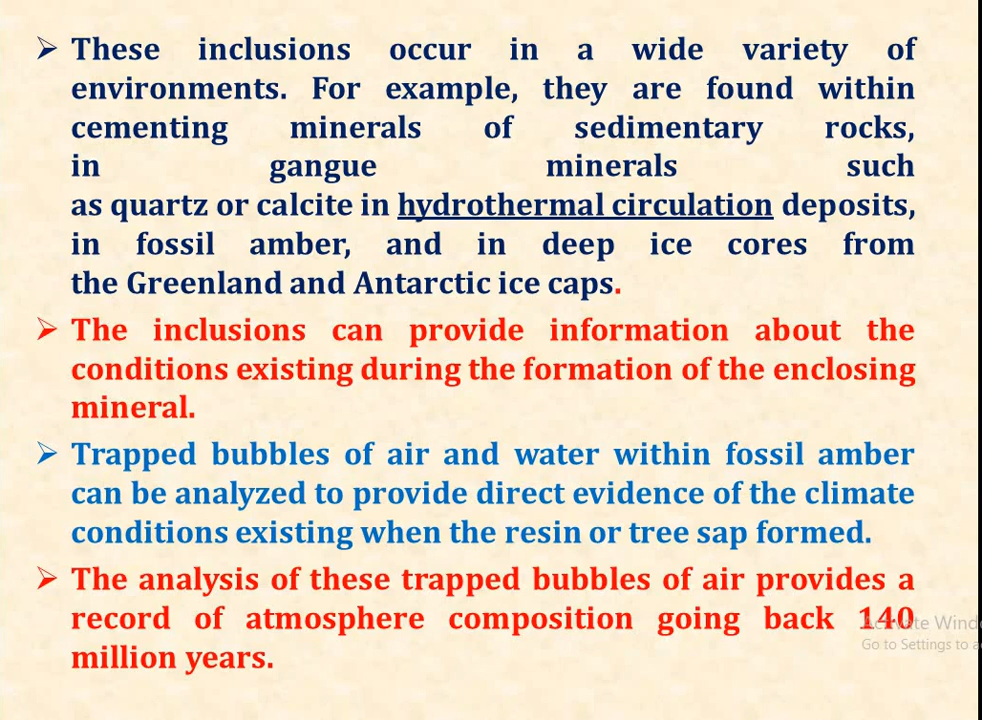 ➢ These inclusions occur in a wide variety of
environments. For example, they are found within
cementing minerals of sedimentary rocks,
in gangue minerals such
as quartz or calcite in hydrothermal circulation deposits,
in fossil amber, and in deep ice cores from
the Greenland and Antarctic ice caps.
➢ The inclusions can provide information about the
conditions existing during the formation of the enclosing
mineral.
➢ Trapped bubbles of air and water within fossil amber
can be analyzed to provide direct evidence of the climate
conditions existing when the resin or tree sap formed.
➢ The analysis of these trapped bubbles of air provides a
record of atmosphere composition going back 140
million years.
Activate Wind
Go to Settings to a